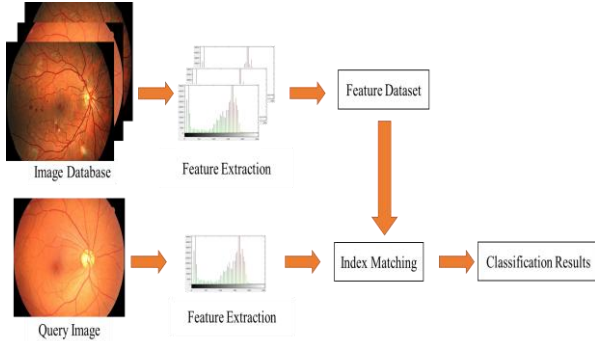 Feature Dataset
Image Database
Feature Extraction
Index Matching
Classification Results
Query Image
Feature Extraction